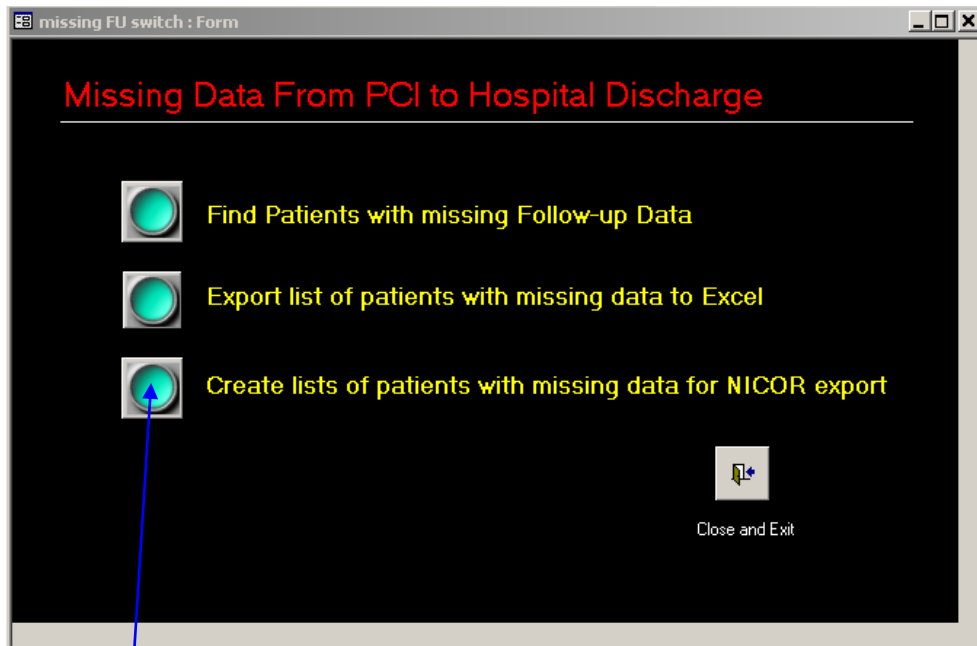 missing FU switch : Form
Missing Data From PCI to Hospital Discharge
Find Patients with missing Follow-up Data
Export list of patients with missing data to Excel
Create lists of patients with missing data for NICOR export
Close and Exit